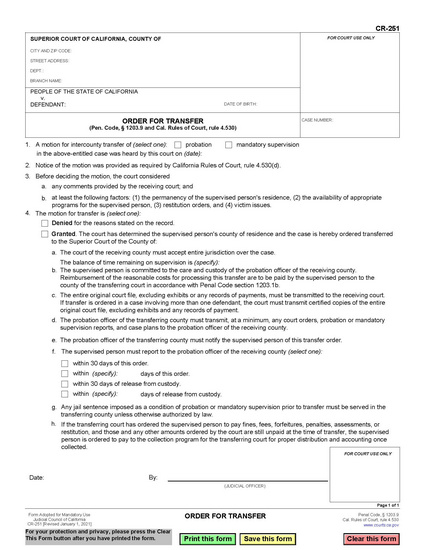 CR-251
SUPERIOR COURT OF CALIFORNIA, COUNTY OF
FOR COURT USE ONLY
CITY AND ZIP CODE:
STREET ADDRESS:
DEPT.:
BRANCH NAME:
PEOPLE OF THE STATE OF CALIFORNIA
v.
DEFENDANT:
DATE OF BIRTH:
ORDER FOR TRANSFER
(Pen. Code, § 1203.9 and Cal. Rules of Court, rule 4.530)
CASE NUMBER:
1. A motion for intercounty transfer of (select one): probation mandatory supervision
in the above-entitled case was heard by this court on (date):
2. Notice of the motion was provided as required by California Rules of Court, rule 4.530(d).
3. Before deciding the motion, the court considered
a. any comments provided by the receiving court; and
b. at least the following factors: (1) the permanency of the supervised person's residence, (2) the availability of appropriate
programs for the supervised person, (3) restitution orders, and (4) victim issues.
4. The motion for transfer is (select one):
Denied for the reasons stated on the record.
Granted. The court has determined the supervised person's county of residence and the case is hereby ordered transferred
to the Superior Court of the County of:
a. The court of the receiving county must accept entire jurisdiction over the case.
The balance of time remaining on supervision is (specify):
b. The supervised person is committed to the care and custody of the probation officer of the receiving county.
Reimbursement of the reasonable costs for processing this transfer are to be paid by the supervised person to the
county of the transferring court in accordance with Penal Code section 1203.1b.
c. The entire original court file, excluding exhibits or any records of payments, must be transmitted to the receiving court.
If transfer is ordered in a case involving more than one defendant, the court must transmit certified copies of the entire
original court file, excluding exhibits and any records of payment.
d. The probation officer of the transferring county must transmit, at a minimum, any court orders, probation or mandatory
supervision reports, and case plans to the probation officer of the receiving county.
e. The probation officer of the transferring county must notify the supervised person of this transfer order.
f. The supervised person must report to the probation officer of the receiving county (select one):
within 30 days of this order.
within (specify): days of this order.
within 30 days of release from custody.
within (specify): days of release from custody.
g. Any jail sentence imposed as a condition of probation or mandatory supervision prior to transfer must be served in the
transferring county unless otherwise authorized by law.
h. If the transferring court has ordered the supervised person to pay fines, fees, forfeitures, penalties, assessments, or
restitution, and those and any other amounts ordered by the court are still unpaid at the time of transfer, the supervised
person is ordered to pay to the collection program for the transferring court for proper distribution and accounting once
collected.
FOR COURT USE ONLY
Date:
By:
(JUDICIAL OFFICER)
Page 1 of 1
Form Adopted for Mandatory Use
Judicial Council of California
CR-251 [Revised January 1, 2021]
ORDER FOR TRANSFER
Penal Code, § 1203.9
Cal. Rules of Court, rule 4.530
www.courts.ca.gov
For your protection and privacy, please press the Clear
This Form button after you have printed the form.
Print this form
Save this form
Clear this form